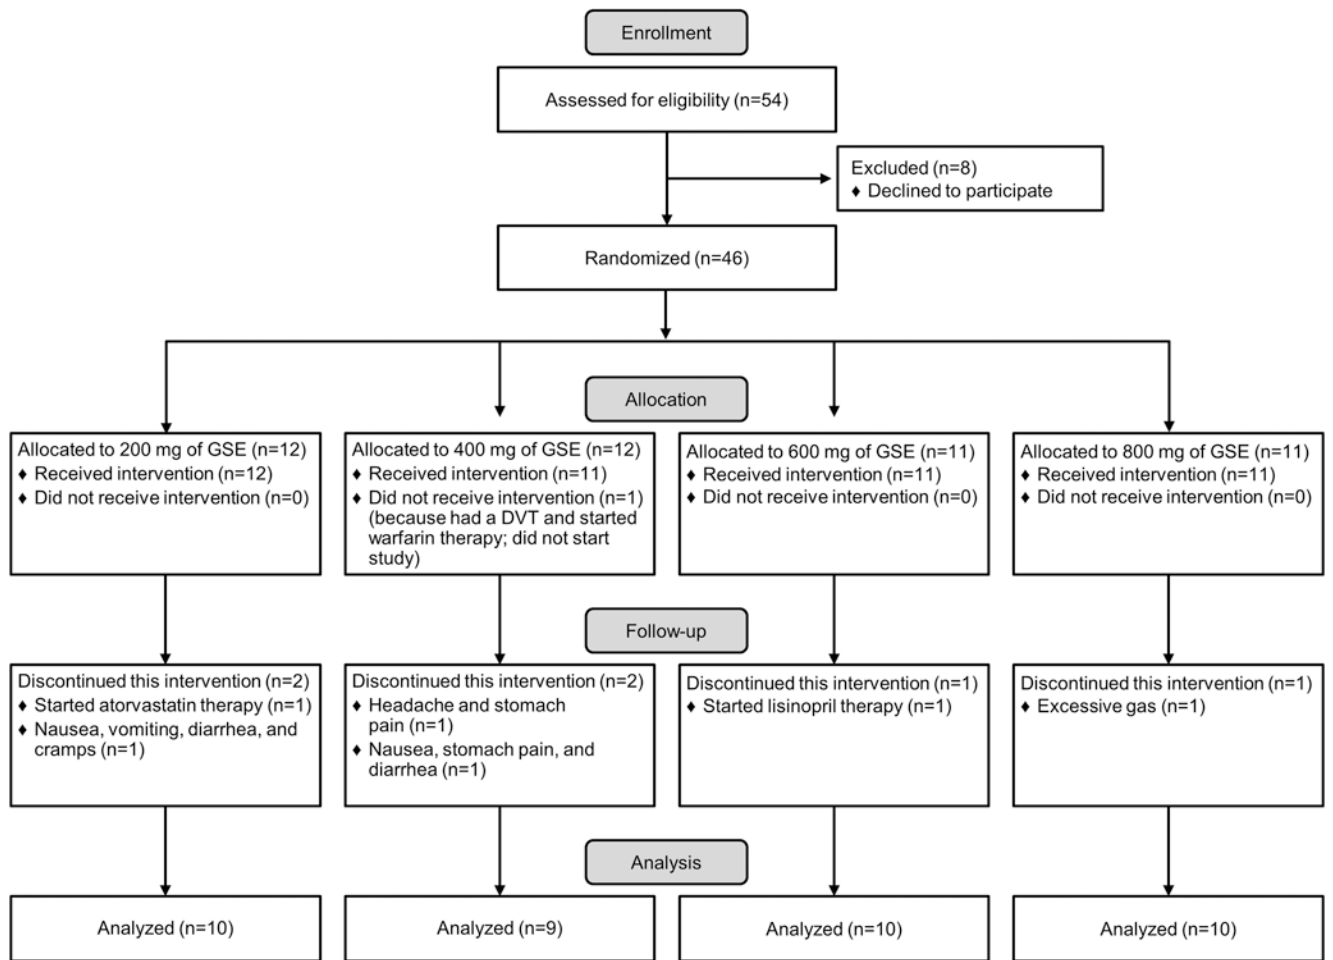 Enrollment
Assessed for eligibility (n=54)
Excluded (n=8)
♦ Declined to participate
Randomized (n=46)
Allocation
Allocated to 200 mg of GSE (n=12)
♦ Received intervention (n=12)
♦ Did not receive intervention (n=0)
Allocated to 400 mg of GSE (n=12)
♦ Received intervention (n=11)
♦ Did not receive intervention (n=1)
(because had a DVT and started
warfarin therapy; did not start
study)
Allocated to 600 mg of GSE (n=11)
♦ Received intervention (n=11)
♦ Did not receive intervention (n=0)
Allocated to 800 mg of GSE (n=11)
♦ Received intervention (n=11)
♦ Did not receive intervention (n=0)
Follow-up
Discontinued this intervention (n=2)
♦ Started atorvastatin therapy (n=1)
♦ Nausea, vomiting, diarrhea, and
cramps (n=1)
Discontinued this intervention (n=2)
♦ Headache and stomach
pain (n=1)
♦ Nausea, stomach pain, and
diarrhea (n=1)
Discontinued this intervention (n=1)
♦ Started lisinopril therapy (n=1)
Discontinued this intervention (n=1)
♦ Excessive gas (n=1)
Analysis
Analyzed (n=10)
Analyzed (n=9)
Analyzed (n=10)
Analyzed (n=10)